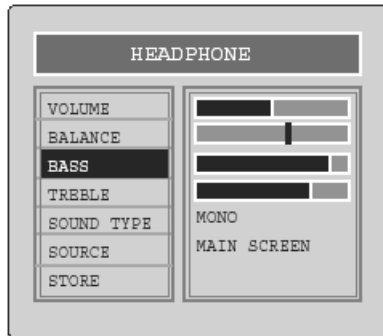 HEADPHONE
VOLUME
BALANCE
BASS
TREBLE
SOUND TYPE
MONO
SOURCE
MAIN SCREEN
STORE